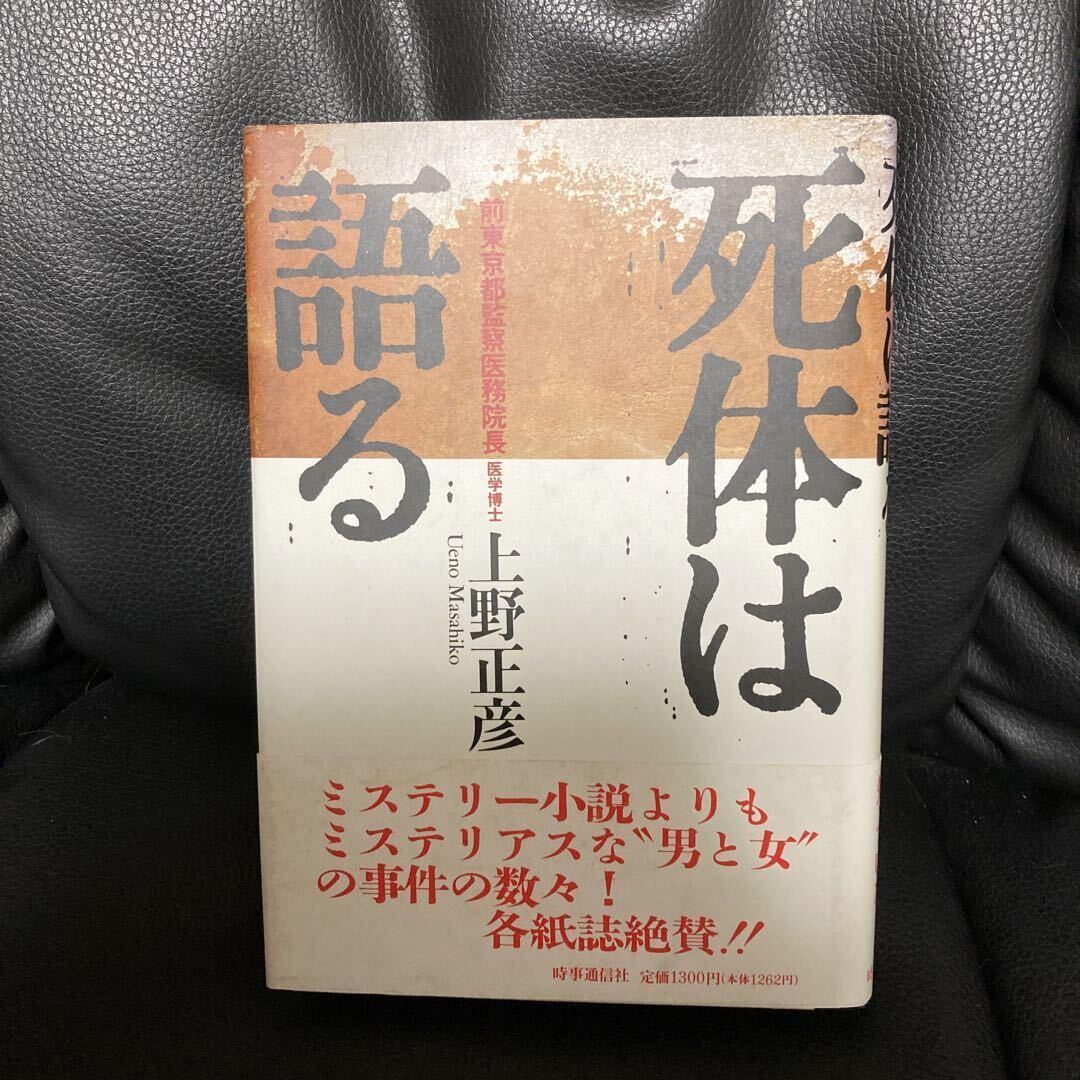 死体は
語る
前東京都監察医務院長 医学博士
上野正彦
Ueno Masahiko
ミステリー小説よりも
ミステリアスな〝男と女〟
の事件の数々！
各紙誌絶賛!!
時事通信社 定価1300円(本体1262円)